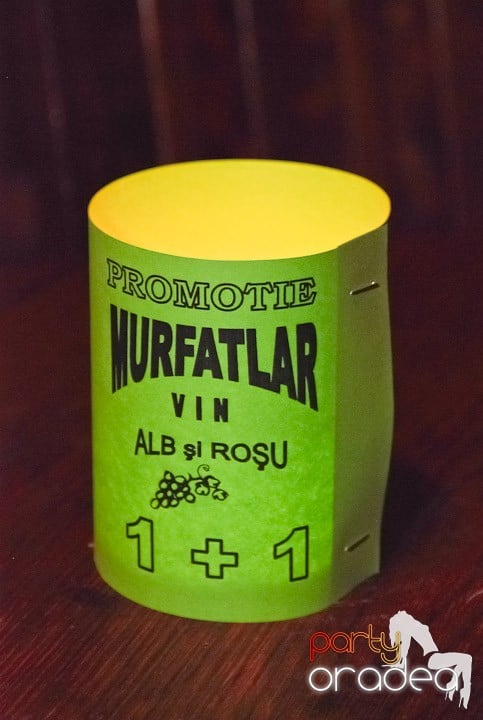 PROMOTIE
MURFATLAR
VIN
ALB şi ROŞU
1 + 1
party
oradea